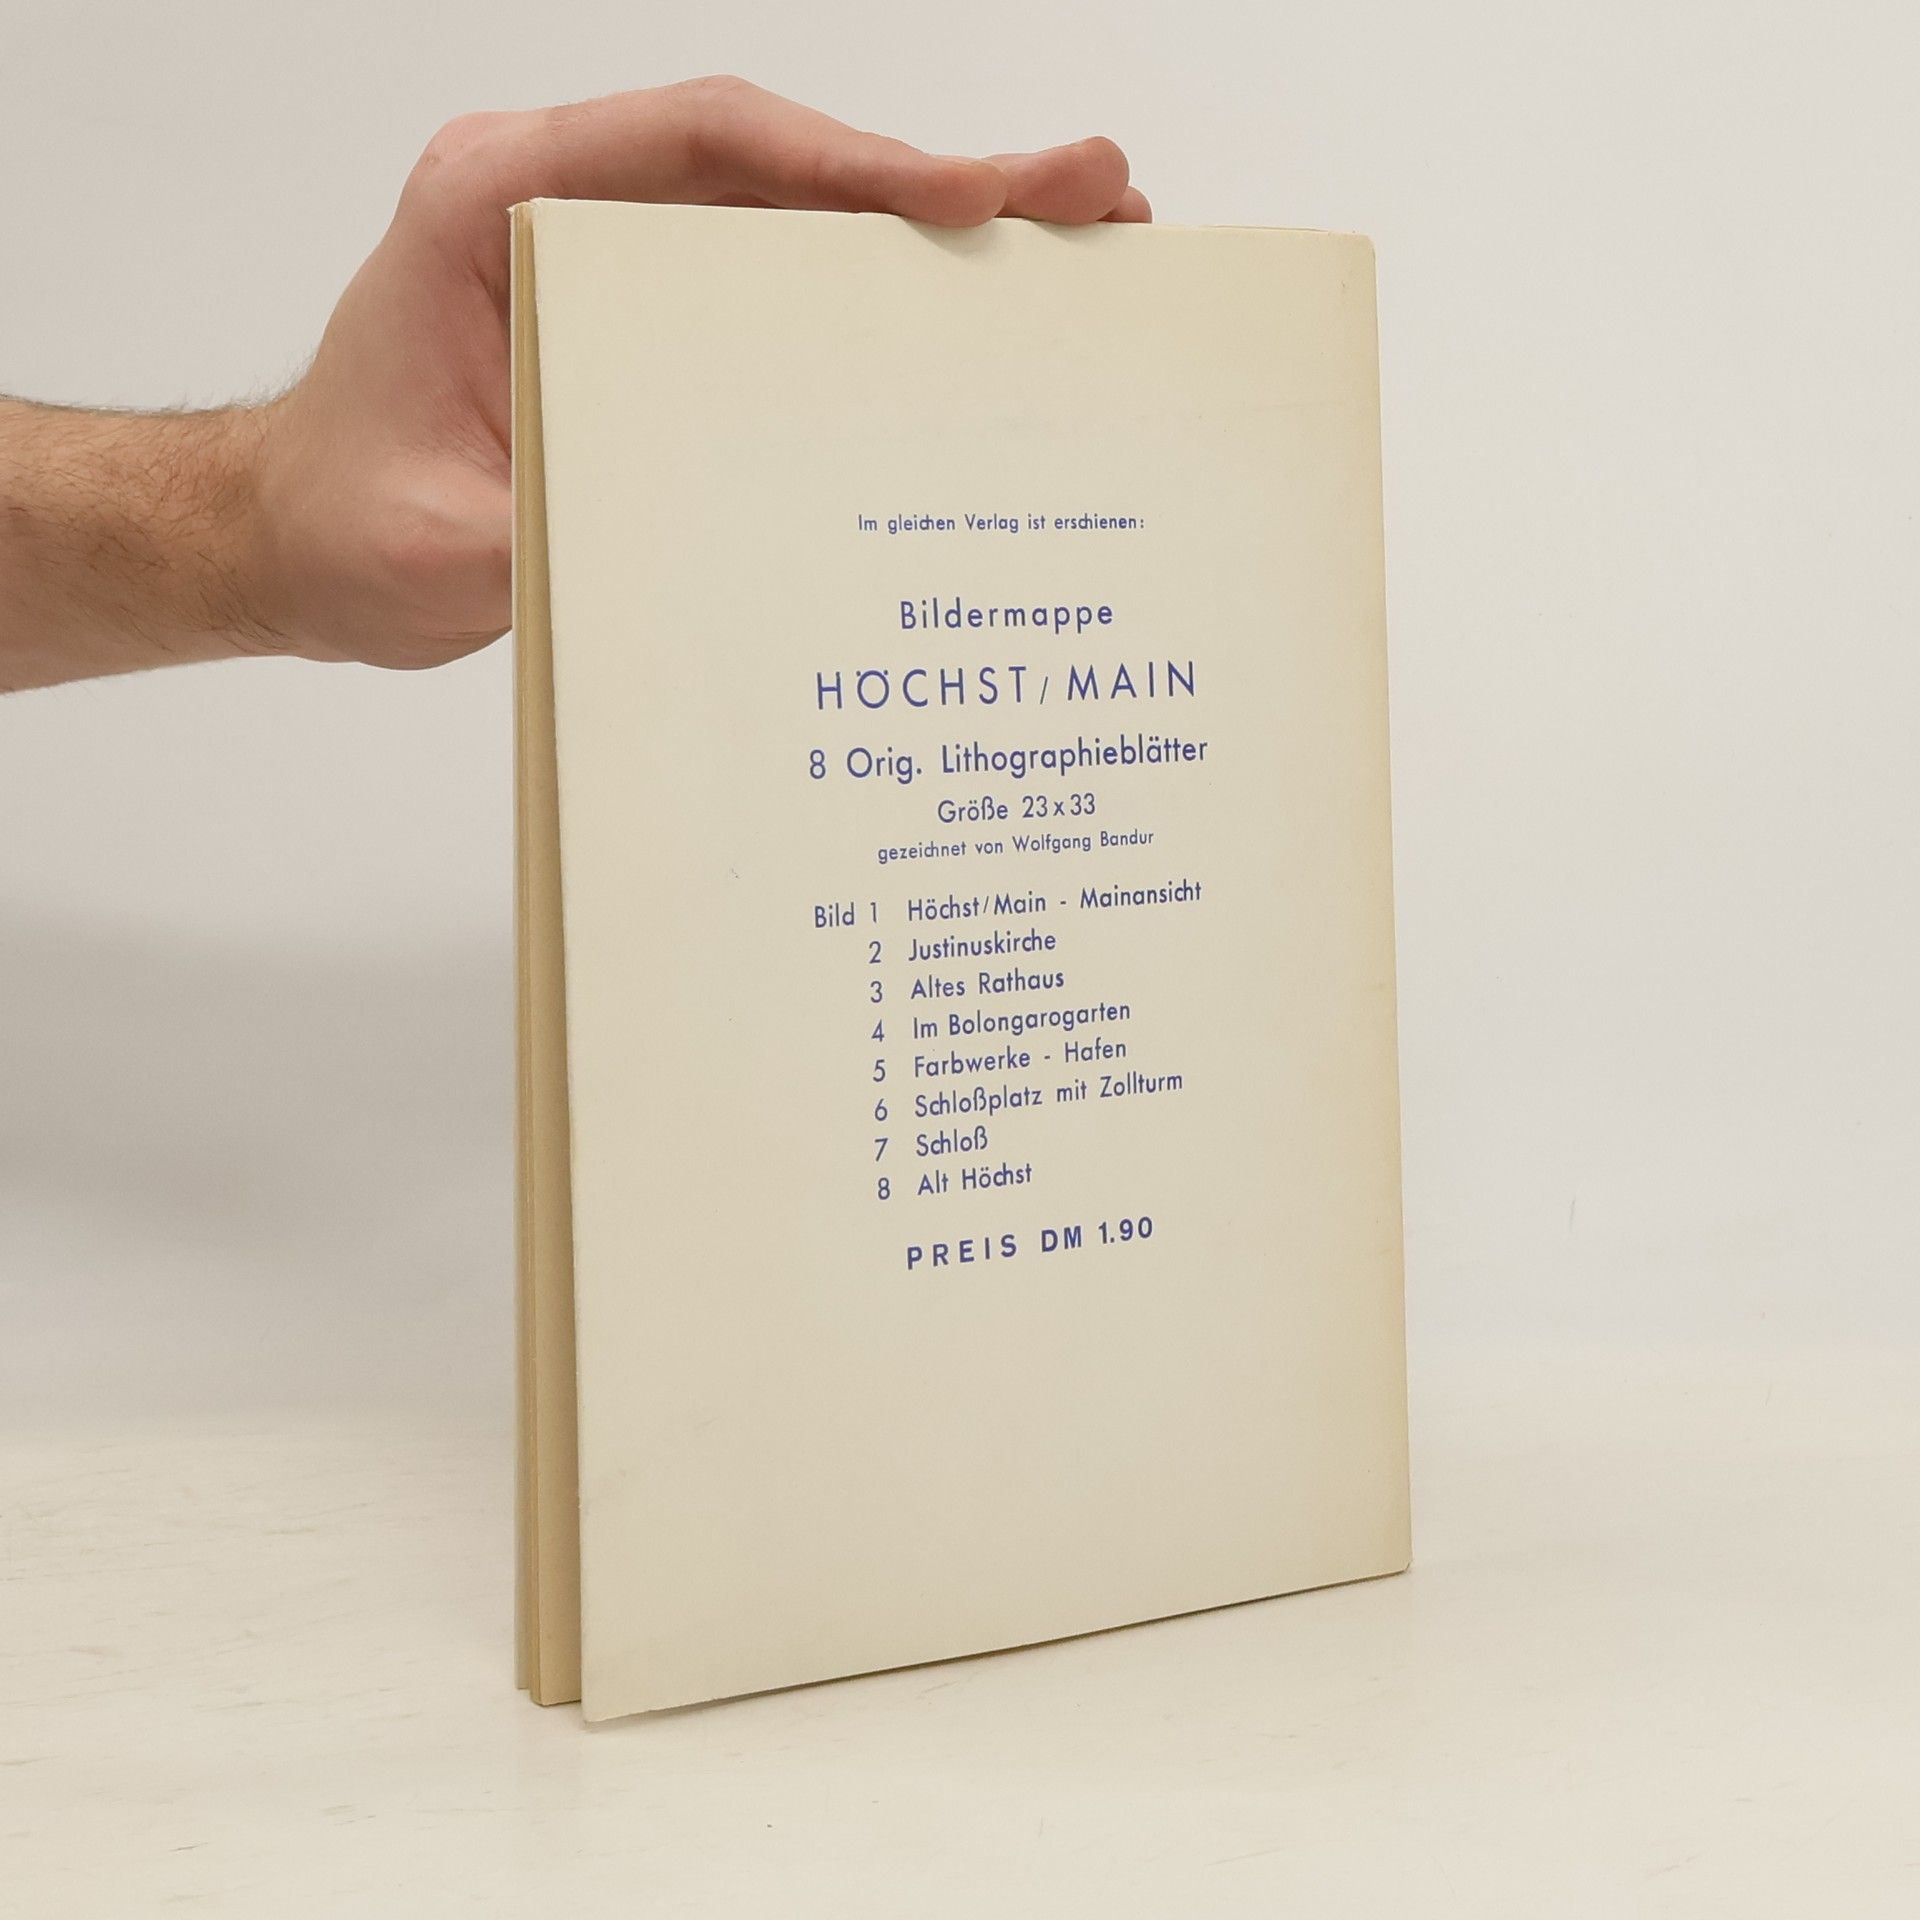 Im gleichen Verlag ist erschienen:
Bildermappe
HÖCHST/MAIN
8 Orig. Lithographieblätter
Größe 23x33
gezeichnet von Wolfgang Bandur
Bild 1 Höchst/Main - Mainansicht
2 Justinuskirche
3 Altes Rathaus
4 Im Bolongarogarten
5 Farbwerke - Hafen
6 Schloßplatz mit Zollturm
7 Schloß
8 Alt Höchst
PREIS DM 1.90